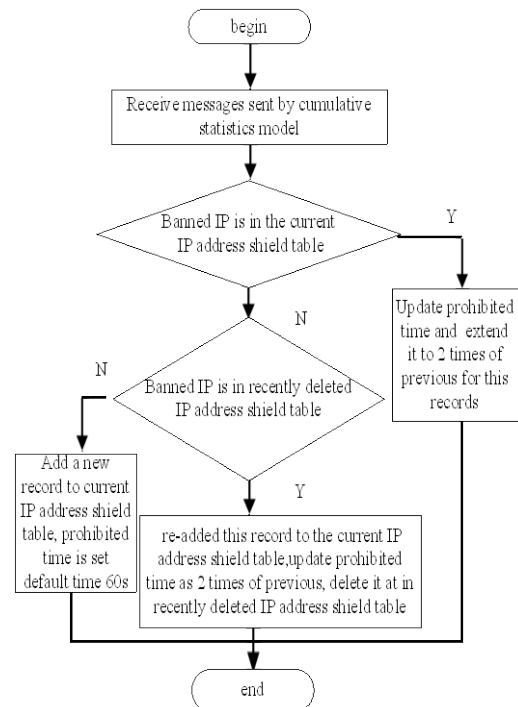 begin
Receive messages sent by cumulative
statistics model
Banned IP is in the current
IP address shield table
Y
Update prohibited
time and extend
it to 2 times of
previous for this
records
N
Banned IP is in recently deleted
IP address shield table
N
Add a new
record to current
IP address shield
table, prohibited
time is set
default time 60s
Y
re-added this record to the current IP
address shield table,update prohibited
time as 2 times of previous, delete it at in
recently deleted IP address shield table
end